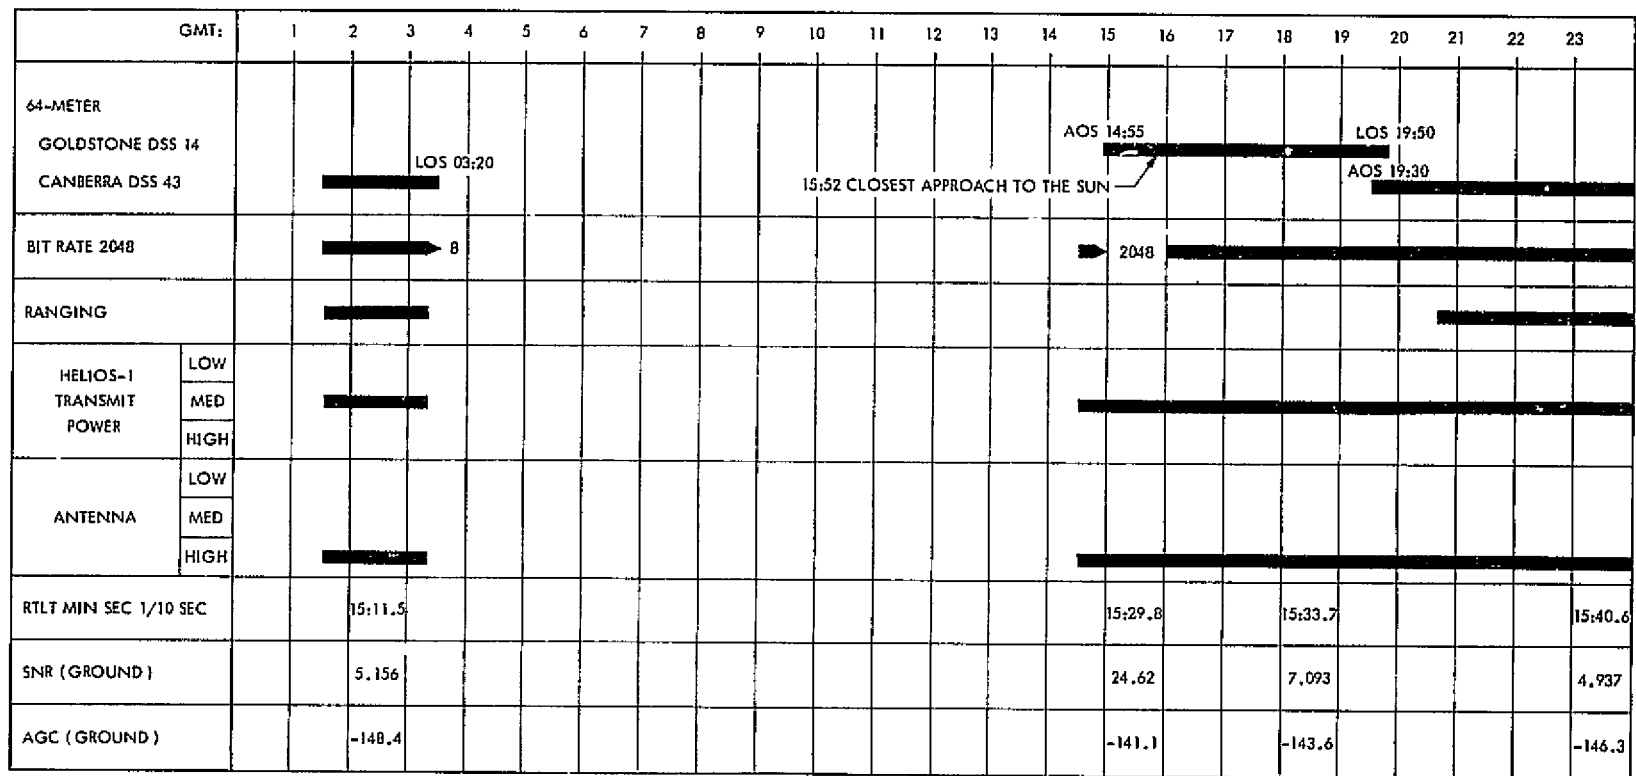 GMT: 1 2 3 4 5 6 7 8 9 10 11 12 13 14 15 16 17 18 19 20 21 22 23
64-METER
GOLDSTONE DSS 14
CANBERRA DSS 43
LOS 03:20
AOS 14:55
LOS 19:50
15:52 CLOSEST APPROACH TO THE SUN
AOS 19:30
BIT RATE 2048
8
2048
RANGING
HELIOS-1
TRANSMIT
POWER
LOW
MED
HIGH
ANTENNA
LOW
MED
HIGH
RTLT MIN SEC 1/10 SEC 15:11.5 15:29.8 15:33.7 15:40.6
SNR (GROUND) 5.156 24.62 7.093 4.937
AGC (GROUND) -148.4 -141.1 -143.6 -146.3